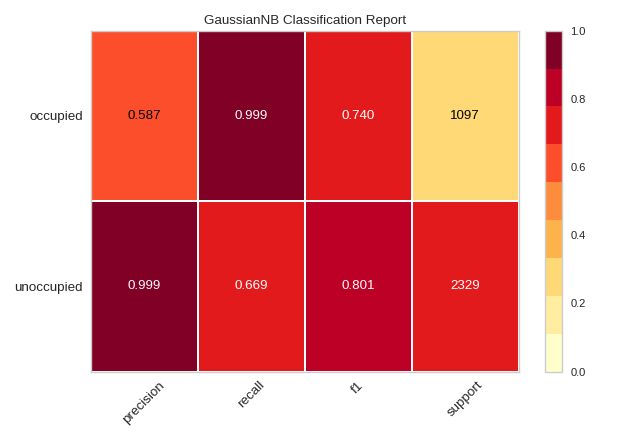 GaussianNB Classification Report
occupied 0.587 0.999 0.740 1097
unoccupied 0.999 0.669 0.801 2329
precision recall f1 support
1.0
0.8
0.6
0.4
0.2
0.0